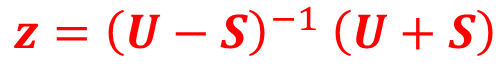 z = (U − S)⁻¹ (U + S)